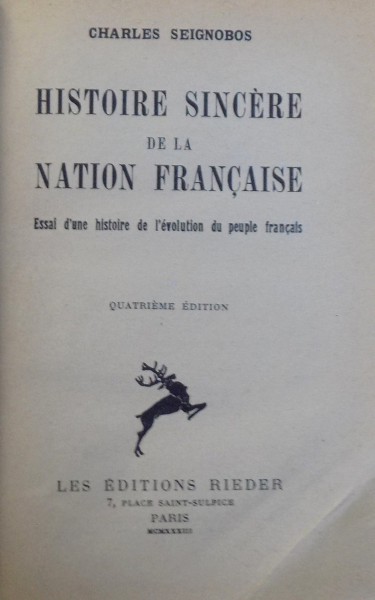 CHARLES SEIGNOBOS
HISTOIRE SINCÈRE
DE LA
NATION FRANÇAISE
Essai d'une histoire de l'évolution du peuple français
QUATRIÈME ÉDITION
LES ÉDITIONS RIEDER
7, PLACE SAINT-SULPICE
PARIS
MCMXXXIII